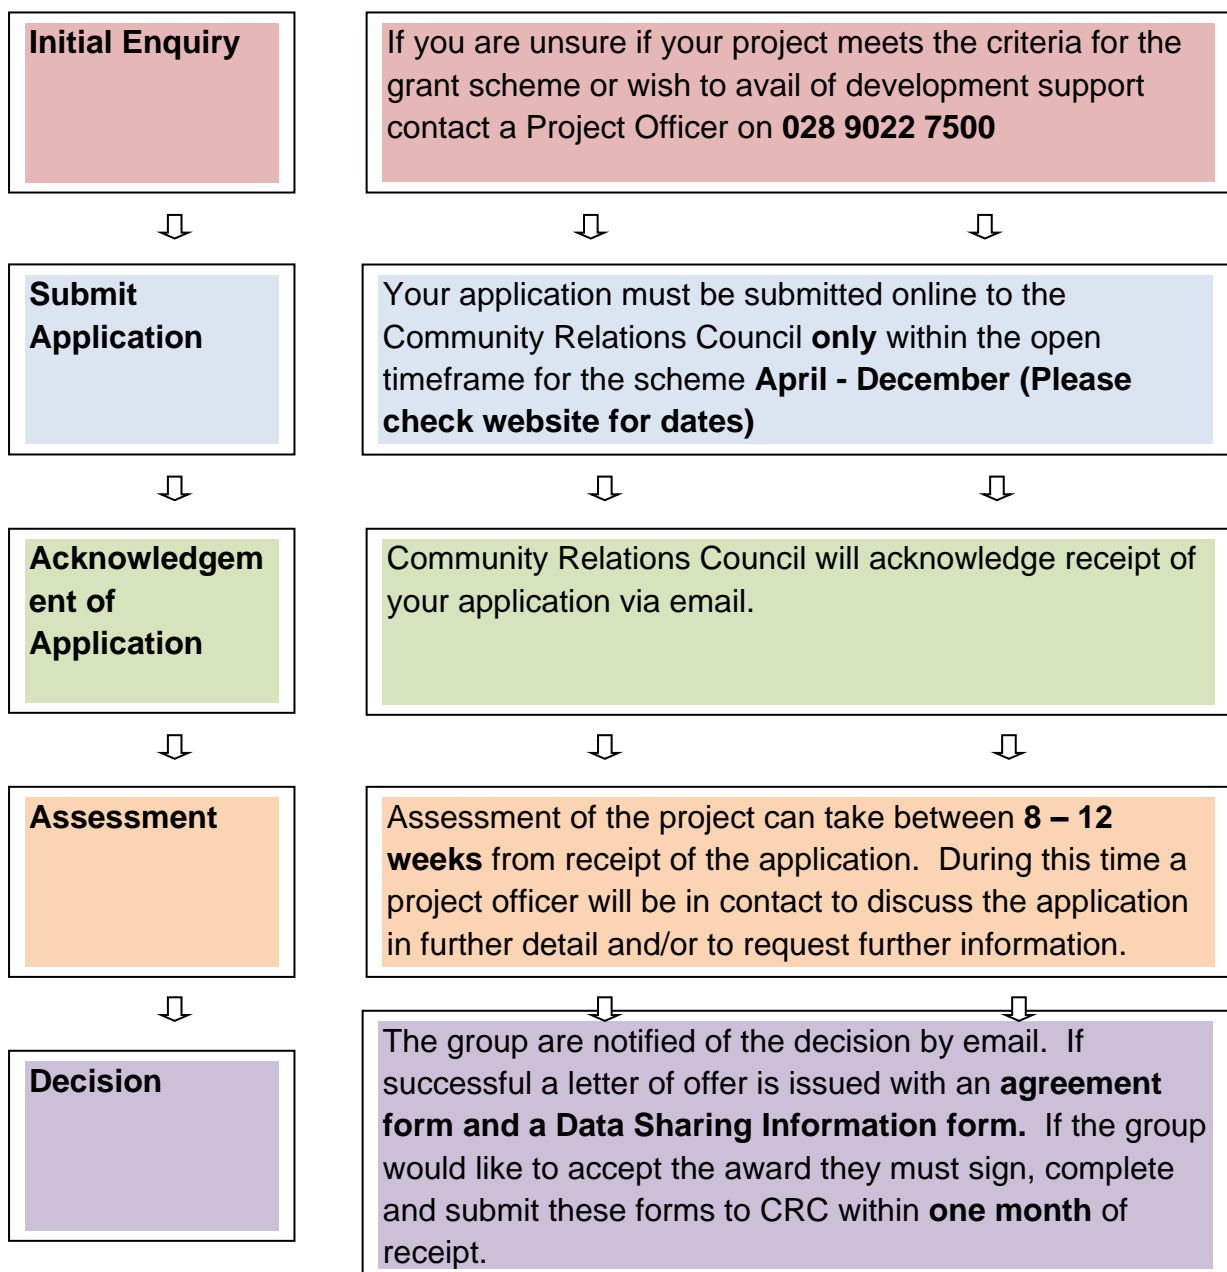 Initial Enquiry
If you are unsure if your project meets the criteria for the
grant scheme or wish to avail of development support
contact a Project Officer on 028 9022 7500
Submit
Application
Your application must be submitted online to the
Community Relations Council only within the open
timeframe for the scheme April - December (Please
check website for dates)
Acknowledgem
ent of
Application
Community Relations Council will acknowledge receipt of
your application via email.
Assessment
Assessment of the project can take between 8 – 12
weeks from receipt of the application.  During this time a
project officer will be in contact to discuss the application
in further detail and/or to request further information.
Decision
The group are notified of the decision by email.  If
successful a letter of offer is issued with an agreement
form and a Data Sharing Information form.  If the group
would like to accept the award they must sign, complete
and submit these forms to CRC within one month of
receipt.